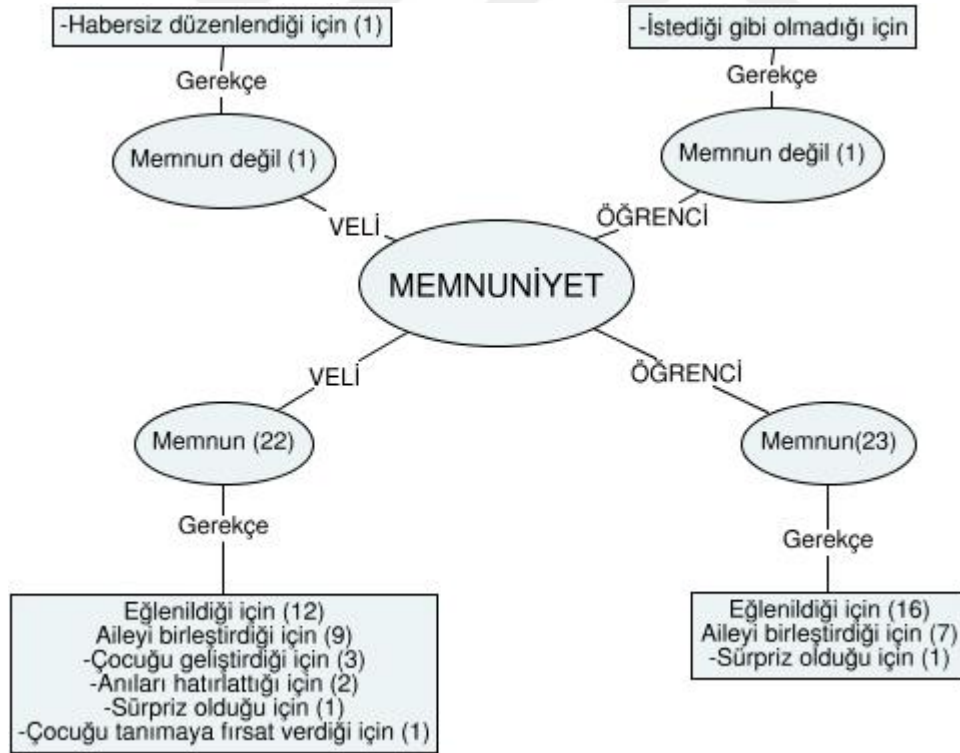 -Habersiz düzenlendiği için (1)
Gerekçe
Memnun değil (1)
VELİ
-İstediği gibi olmadığı için
Gerekçe
Memnun değil (1)
ÖĞRENCİ
MEMNUNİYET
VELİ
Memnun (22)
Gerekçe
Eğlenildiği için (12)
Aileyi birleştirdiği için (9)
-Çocuğu geliştirdiği için (3)
-Anıları hatırlattığı için (2)
-Sürpriz olduğu için (1)
-Çocuğu tanımaya fırsat verdiği için (1)
ÖĞRENCİ
Memnun(23)
Gerekçe
Eğlenildiği için (16)
Aileyi birleştirdiği için (7)
-Sürpriz olduğu için (1)